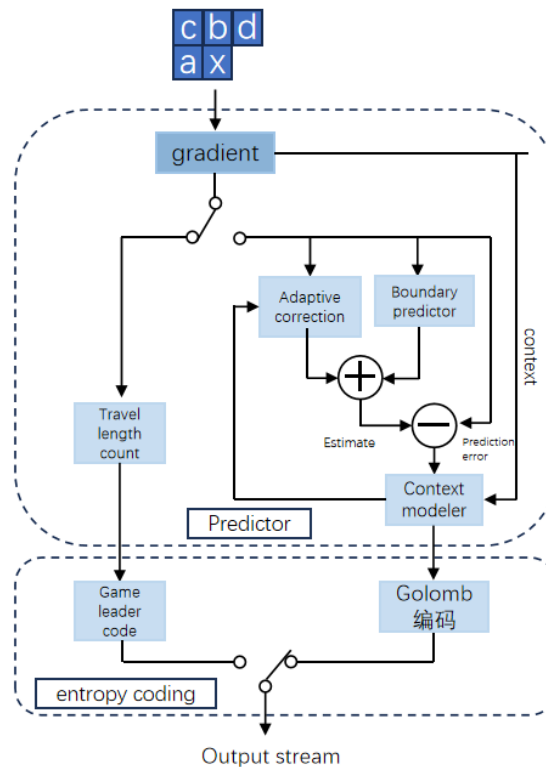 c b d
a x
gradient
Adaptive
correction
Boundary
predictor
context
Travel
length
count
Estimate
Prediction
error
Context
modeler
Predictor
Game
leader
code
Golomb
编码
entropy coding
Output stream